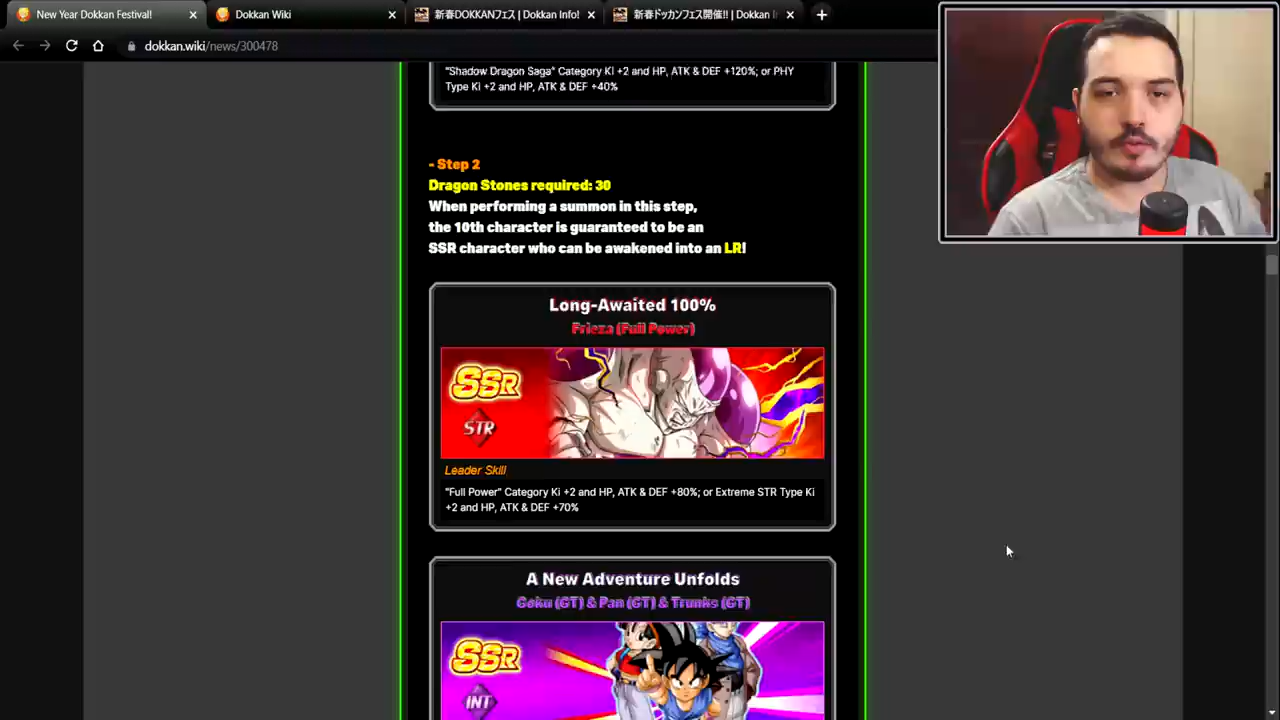 New Year Dokkan Festival!
Dokkan Wiki
新春DOKKANフェス | Dokkan Info!
新春ドッカンフェス開催!! | Dokkan I
dokkan.wiki/news/300478
"Shadow Dragon Saga" Category Ki +2 and HP, ATK & DEF +120%; or PHY
Type Ki +2 and HP, ATK & DEF +40%
- Step 2
Dragon Stones required: 30
When performing a summon in this step,
the 10th character is guaranteed to be an
SSR character who can be awakened into an LR!
Long-Awaited 100%
Frieza (Full Power)
SSR
STR
Leader Skill
"Full Power" Category Ki +2 and HP, ATK & DEF +80%; or Extreme STR Type Ki
+2 and HP, ATK & DEF +70%
A New Adventure Unfolds
Goku (GT) & Pan (GT) & Trunks (GT)
SSR
INT